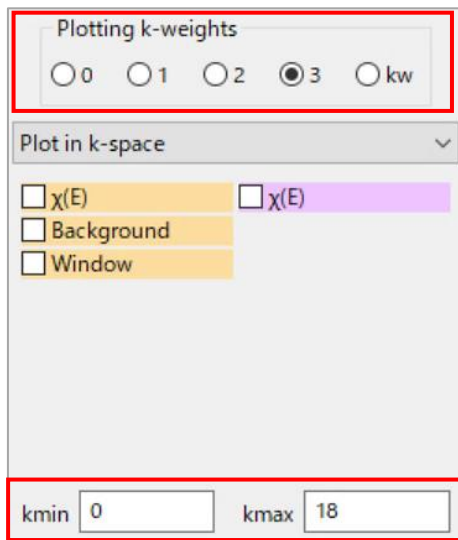 Plotting k-weights
0 1 2 3 kw
Plot in k-space
χ(E) χ(E)
Background
Window
kmin 0 kmax 18